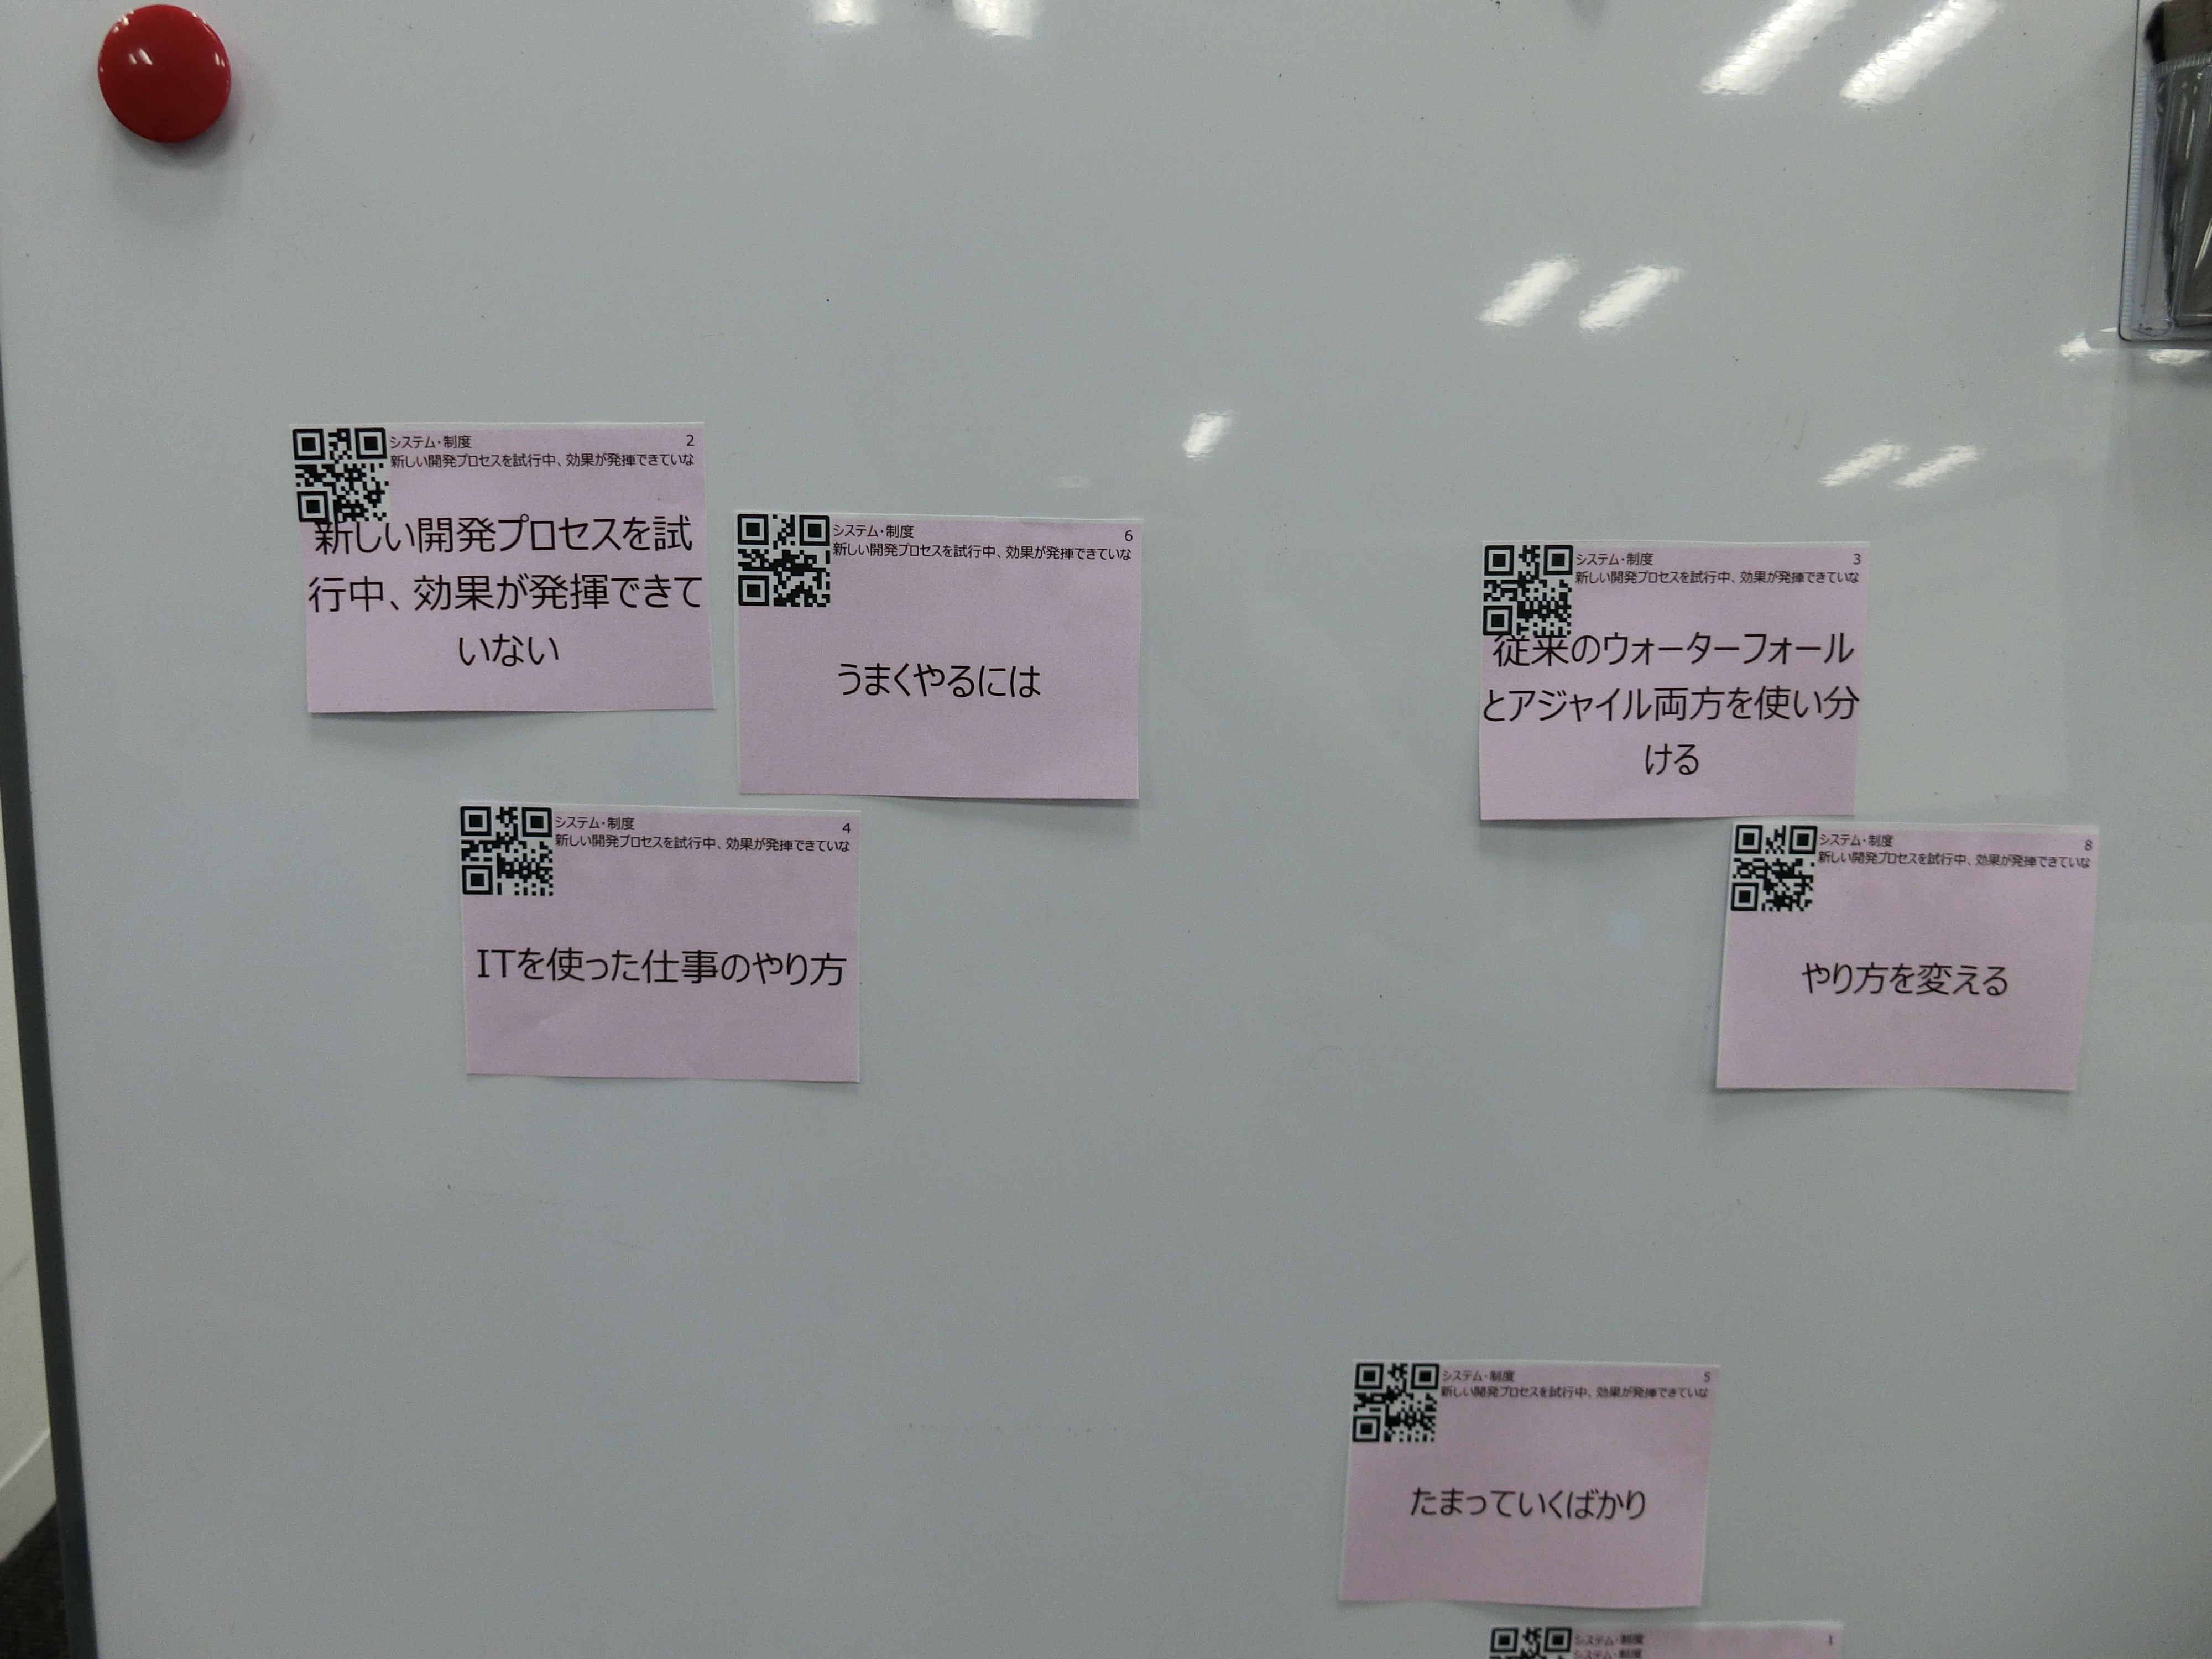 システム・制度 2
新しい開発プロセスを試行中、効果が発揮できていな
新しい開発プロセスを試
行中、効果が発揮できて
いない
システム・制度 6
新しい開発プロセスを試行中、効果が発揮できていな
うまくやるには
システム・制度 3
新しい開発プロセスを試行中、効果が発揮できていな
従来のウォーターフォール
とアジャイル両方を使い分
ける
システム・制度 4
新しい開発プロセスを試行中、効果が発揮できていな
ITを使った仕事のやり方
システム・制度 8
新しい開発プロセスを試行中、効果が発揮できていな
やり方を変える
システム・制度 5
新しい開発プロセスを試行中、効果が発揮できていな
たまっていくばかり
システム・制度 1
システム・制度